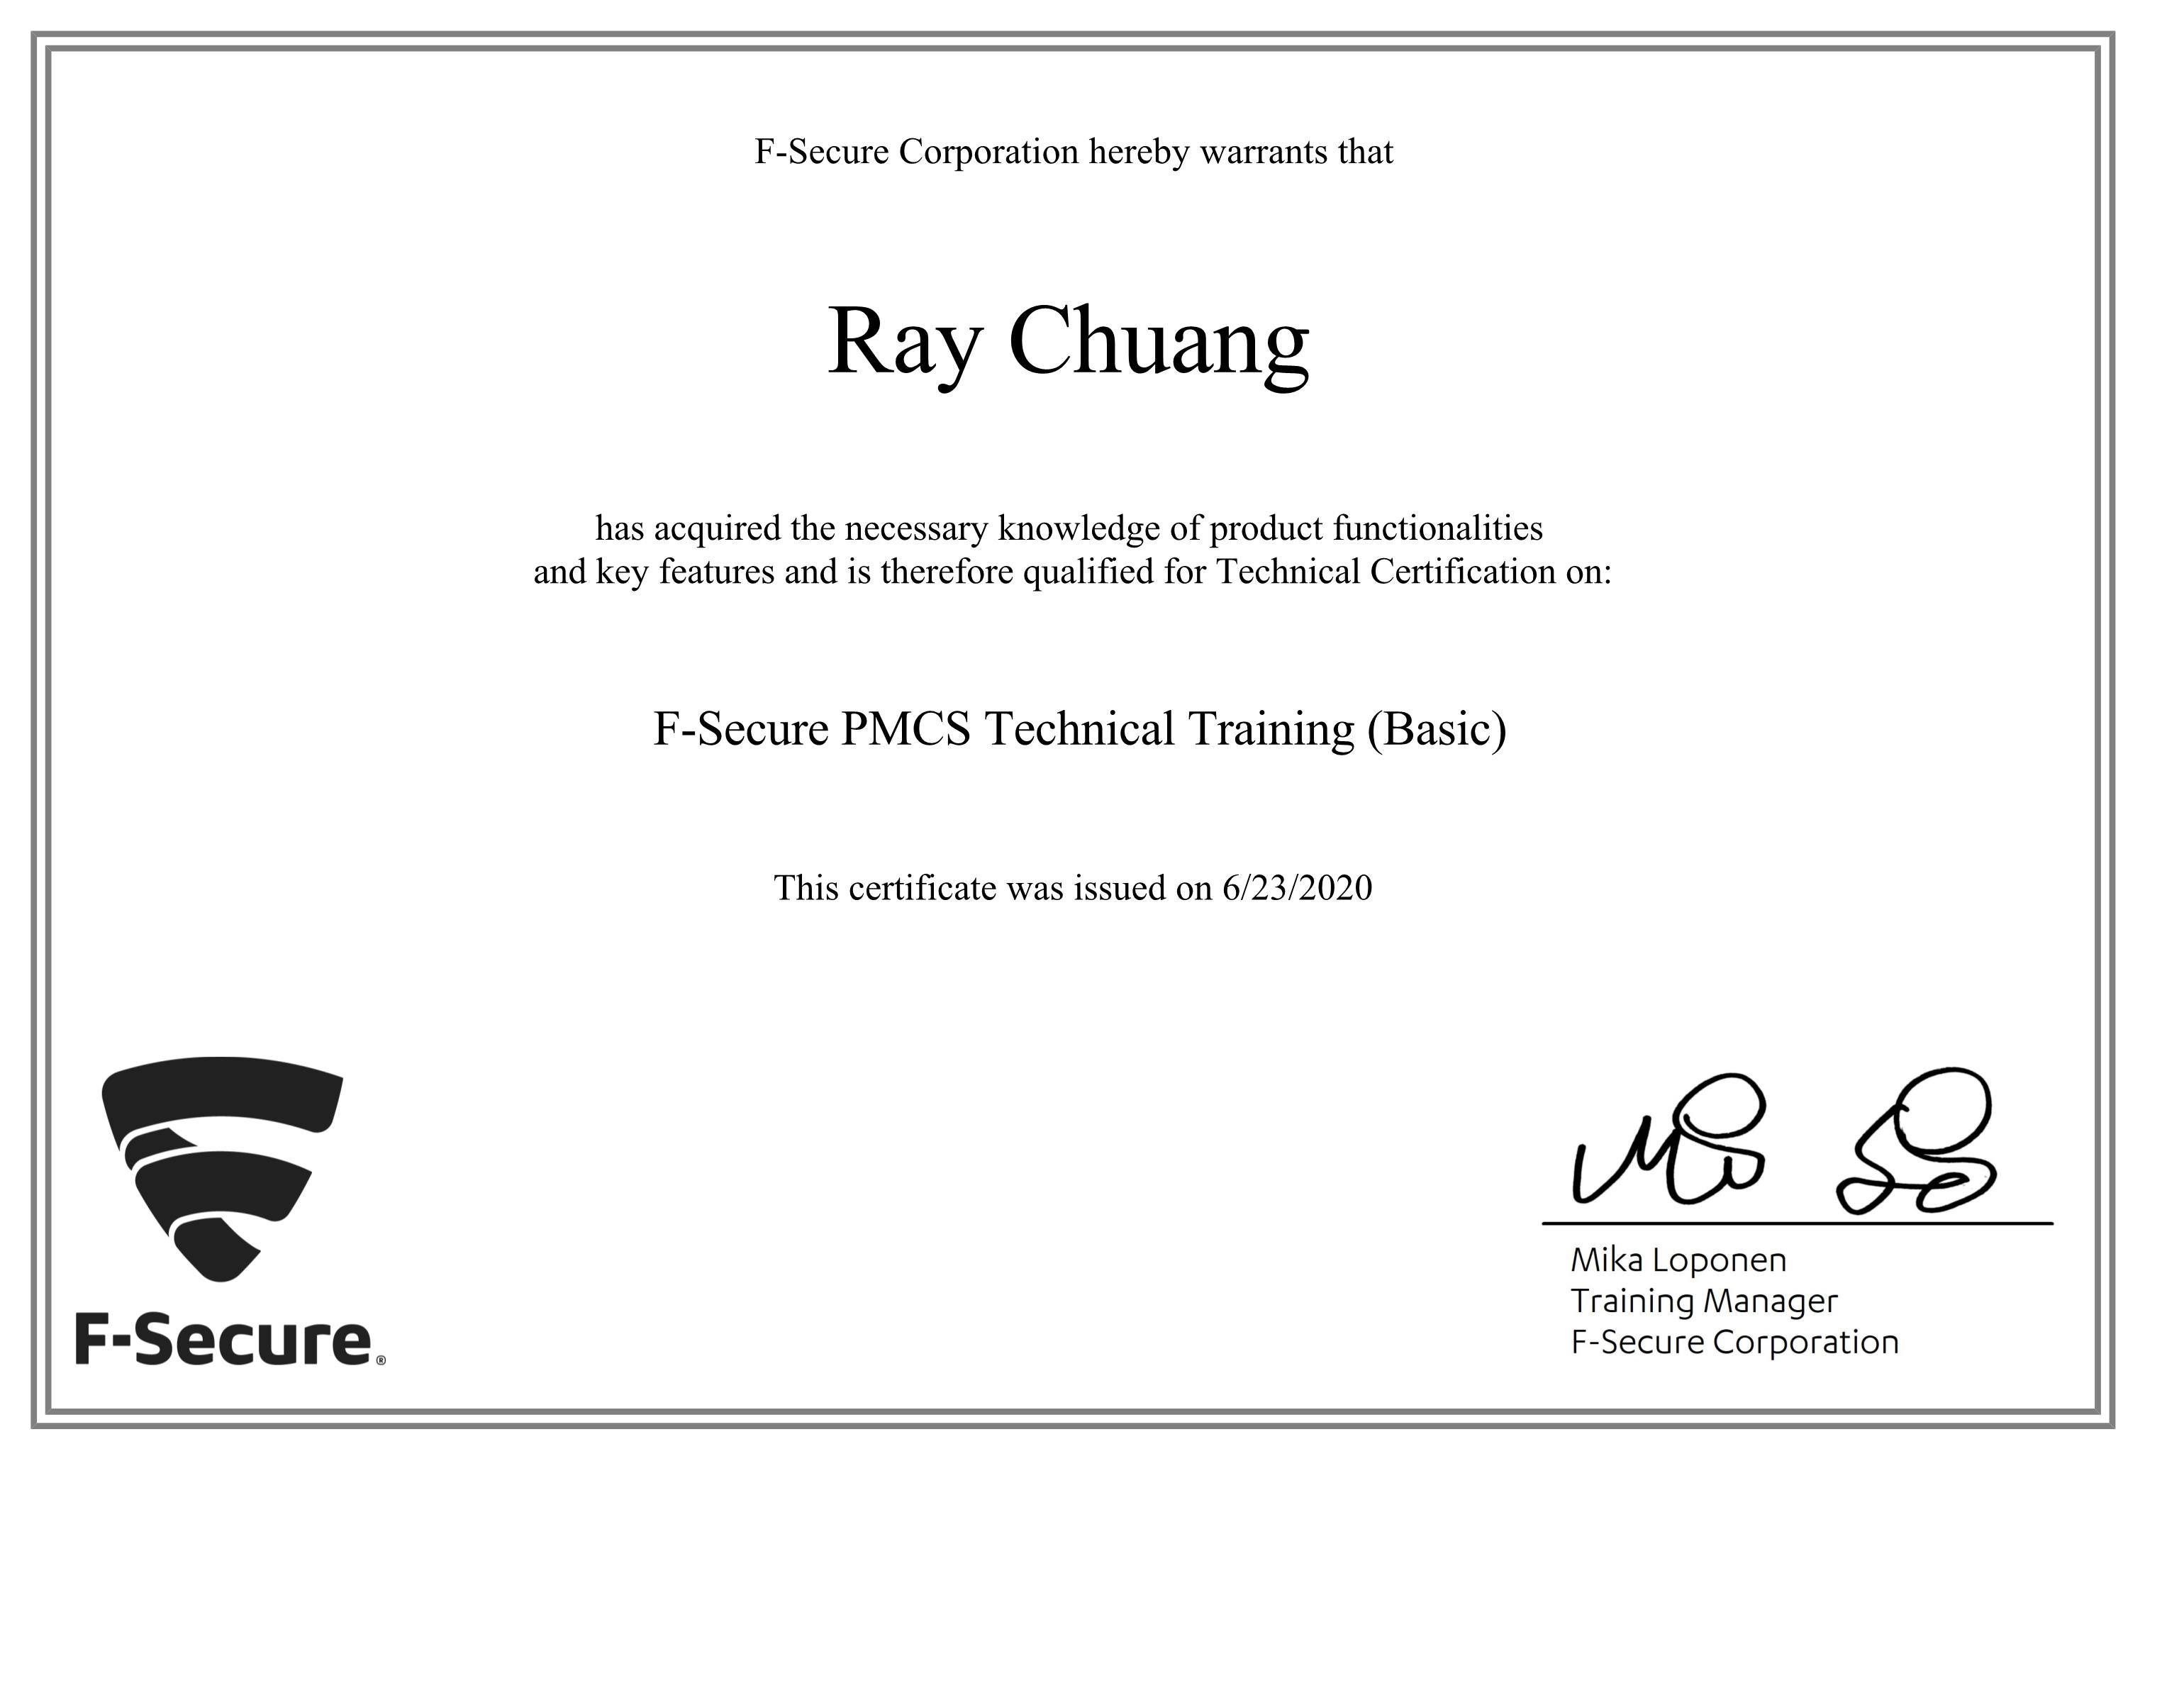 F-Secure Corporation hereby warrants that
Ray Chuang
has acquired the necessary knowledge of product functionalities
and key features and is therefore qualified for Technical Certification on:
F-Secure PMCS Technical Training (Basic)
This certificate was issued on 6/23/2020
F-Secure®
Mika Loponen
Training Manager
F-Secure Corporation